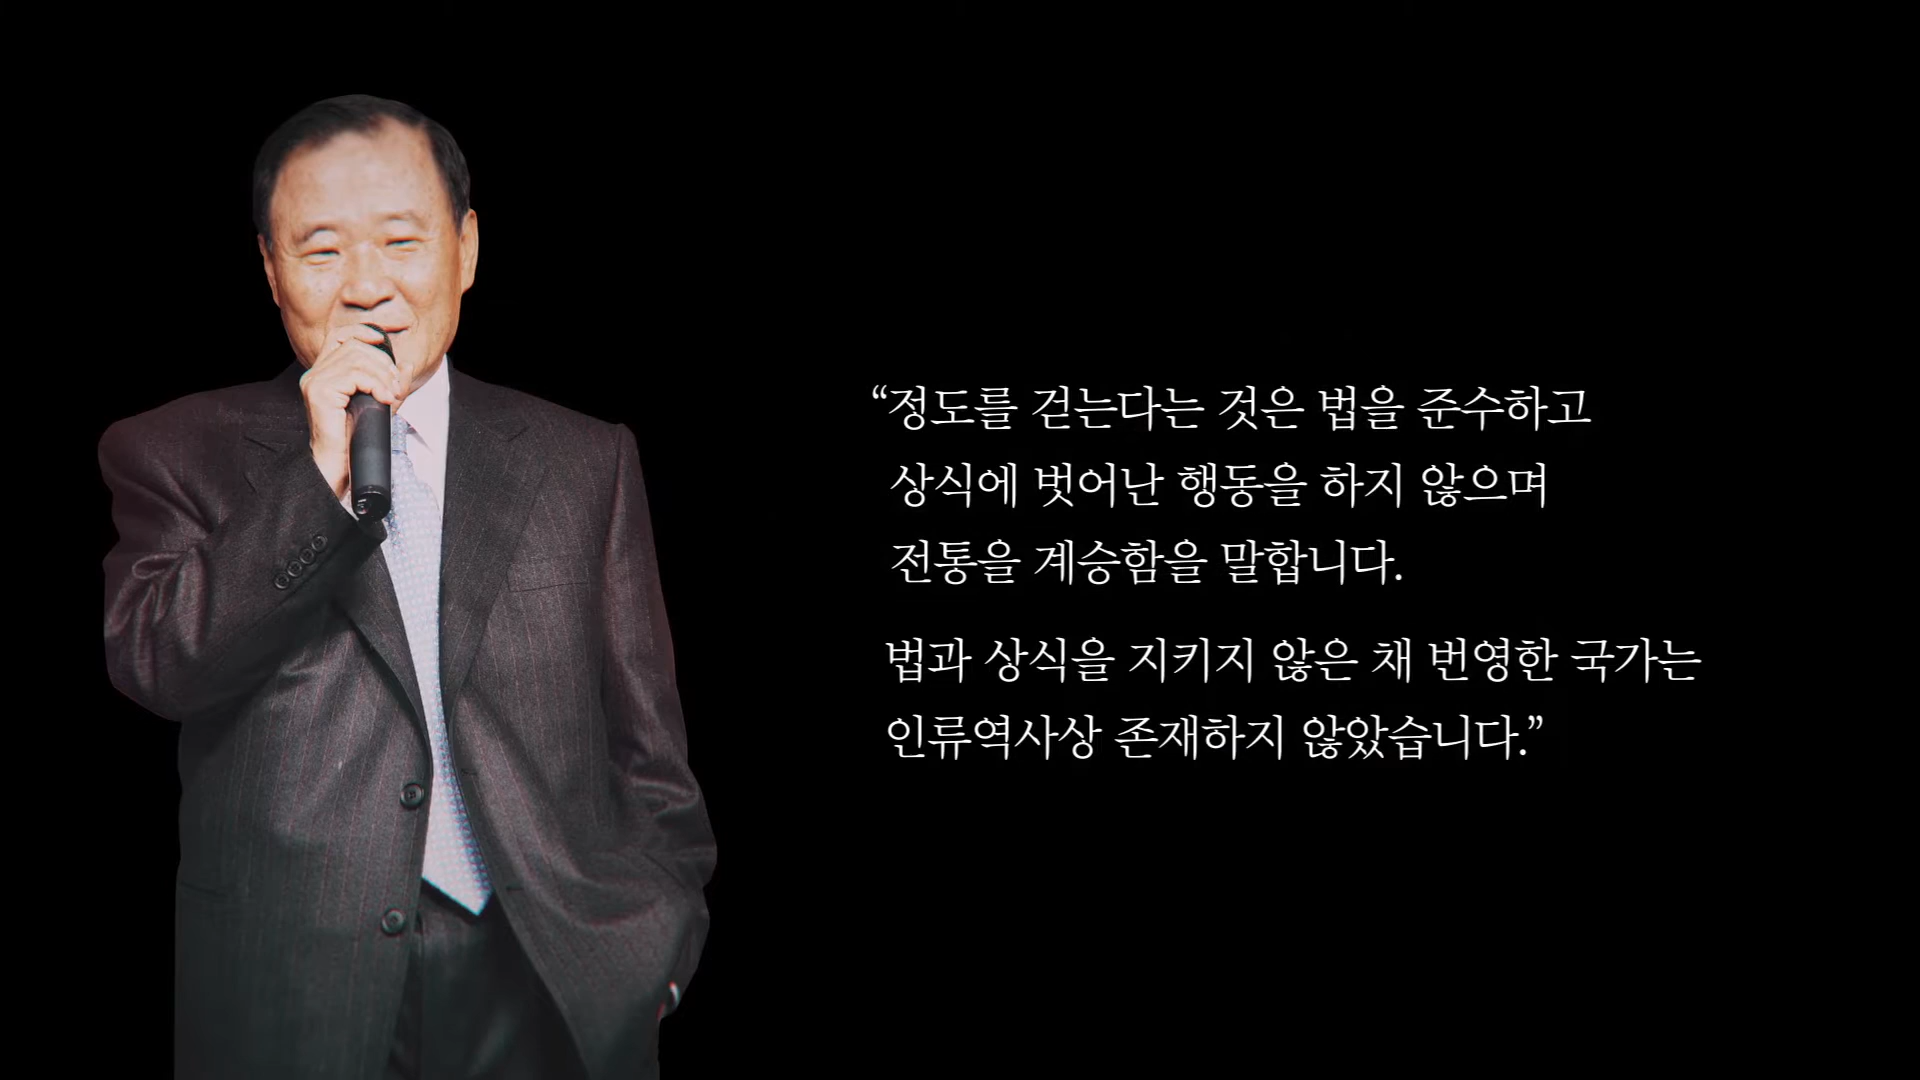 “정도를 걷는다는 것은 법을 준수하고
상식에 벗어난 행동을 하지 않으며
전통을 계승함을 말합니다.
법과 상식을 지키지 않은 채 번영한 국가는
인류역사상 존재하지 않았습니다.”